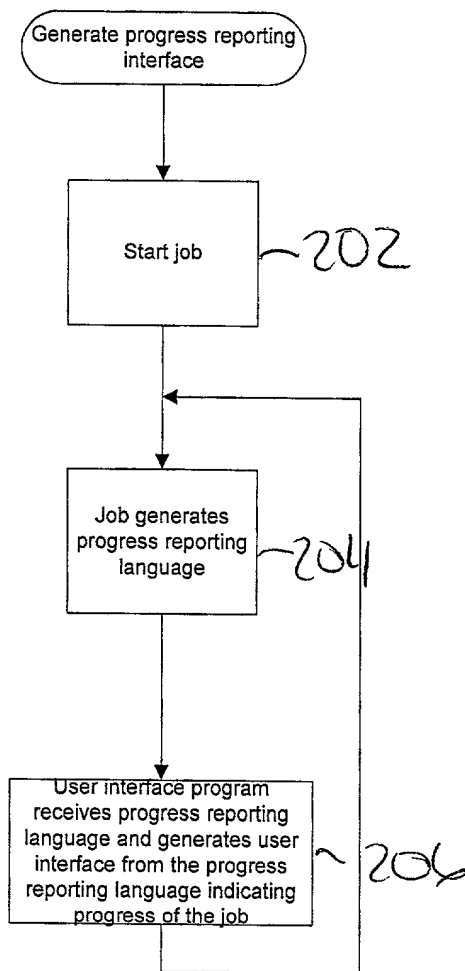 Generate progress reporting
interface
Start job
202
Job generates
progress reporting
language
204
User interface program
receives progress reporting
language and generates user
interface from the progress
reporting language indicating
progress of the job
206